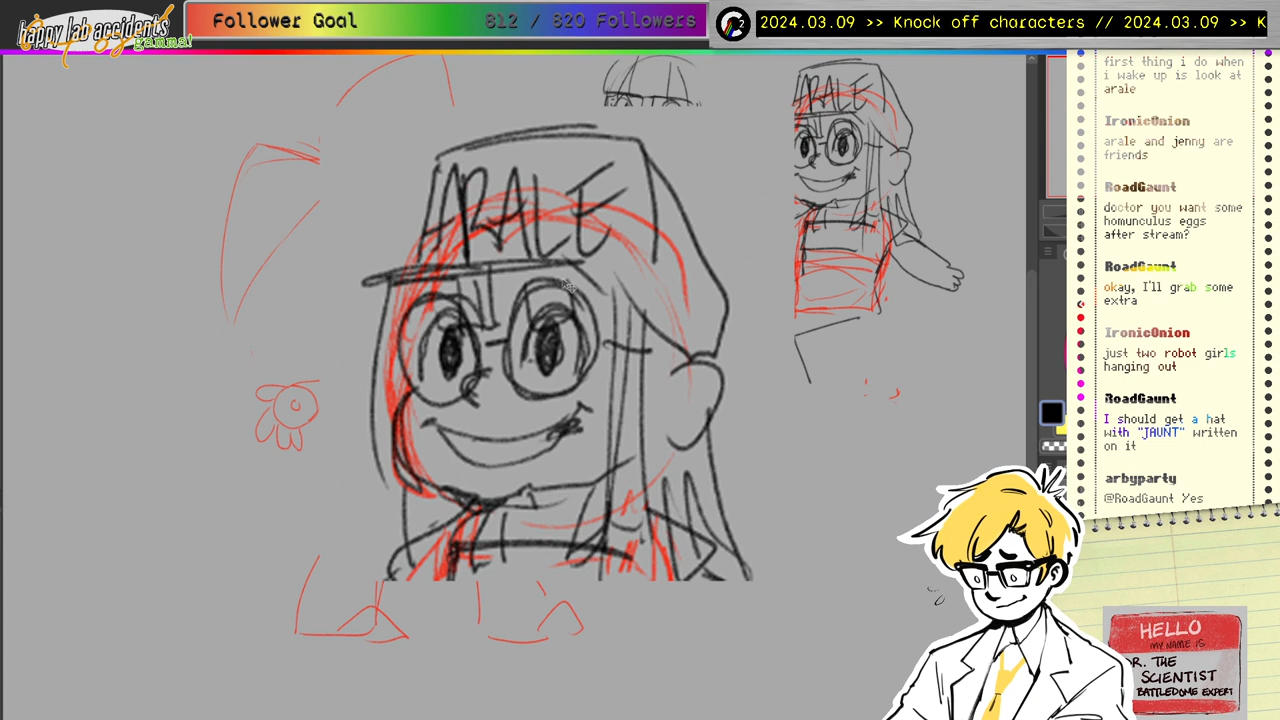 happy lab accidents
gamma!
Follower Goal
812 / 820 Followers
2024.03.09 >> Knock off characters // 2024.03.09 >> K
first thing i do when
i wake up is look at
arale
IronicOnion
arale and jenny are
friends
RoadGaunt
doctor you want some
homunculus eggs
after stream?
RoadGaunt
okay, I'll grab some
extra
IronicOnion
just two robot girls
hanging out
RoadGaunt
I should get a hat
with "JAUNT" written
on it
arbyparty
@RoadGaunt Yes
ARALE
ARALE
HELLO
MY NAME IS
DR. THE
SCIENTIST
BATTLEDOME EXPERT